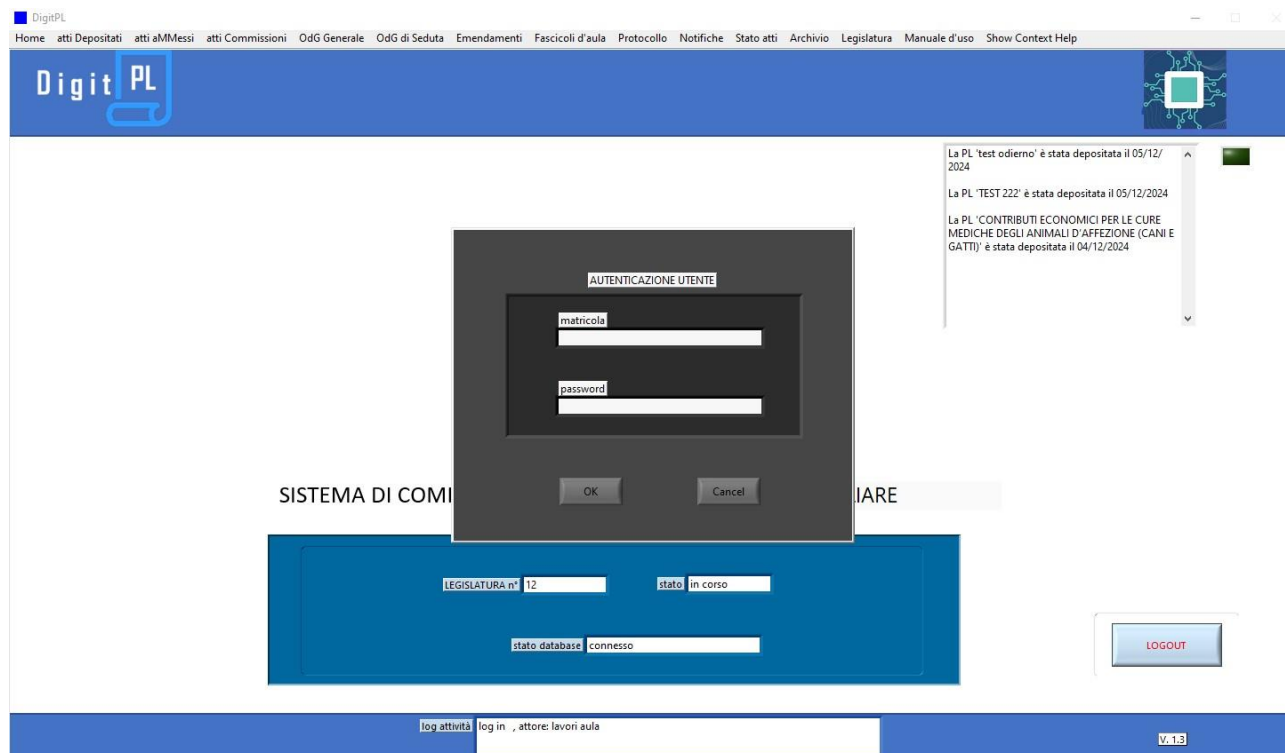 DigitPL
Home atti Depositati atti aMMessi atti Commissioni OdG Generale OdG di Seduta Emendamenti Fascicoli d'aula Protocollo Notifiche Stato atti Archivio Legislatura Manuale d'uso Show Context Help
Digit PL
La PL 'test odierno' è stata depositata il 05/12/
2024
La PL 'TEST 222' è stata depositata il 05/12/2024
La PL 'CONTRIBUTI ECONOMICI PER LE CURE
MEDICHE DEGLI ANIMALI D'AFFEZIONE (CANI E
GATTI)' è stata depositata il 04/12/2024
AUTENTICAZIONE UTENTE
matricola
password
OK Cancel
SISTEMA DI COM IARE
LEGISLATURA n° 12 stato in corso
stato database connesso
LOGOUT
log attività log in , attore: lavori aula
V. 1.3